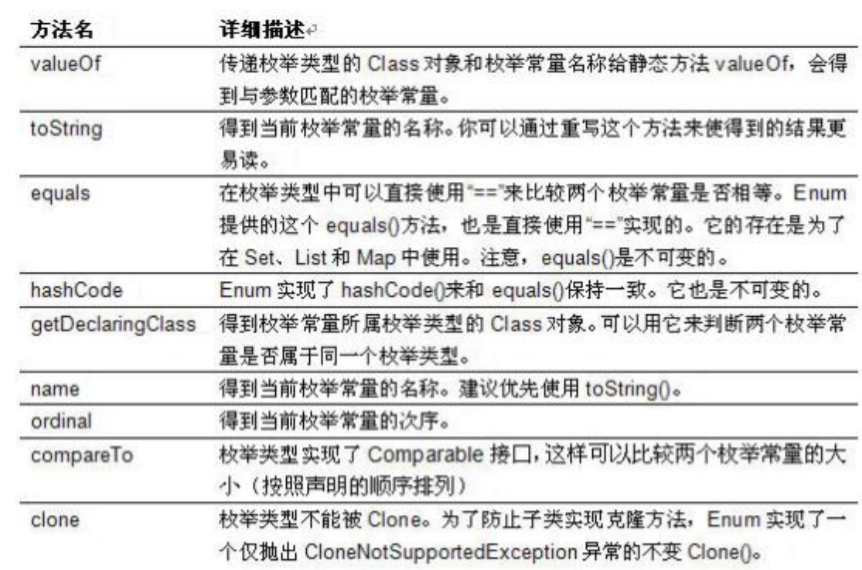 方法名 详细描述
valueOf 传递枚举类型的 Class 对象和枚举常量名称给静态方法 valueOf，会得
到与参数匹配的枚举常量。
toString 得到当前枚举常量的名称。你可以通过重写这个方法来使得到的结果更
易读。
equals 在枚举类型中可以直接使用“==”来比较两个枚举常量是否相等。Enum
提供的这个 equals()方法，也是直接使用“==”实现的。它的存在是为了
在 Set、List 和 Map 中使用。注意，equals()是不可变的。
hashCode Enum 实现了 hashCode()来和 equals()保持一致。它也是不可变的。
getDeclaringClass 得到枚举常量所属枚举类型的 Class 对象。可以用它来判断两个枚举常
量是否属于同一个枚举类型。
name 得到当前枚举常量的名称。建议优先使用 toString()。
ordinal 得到当前枚举常量的次序。
compareTo 枚举类型实现了 Comparable 接口，这样可以比较两个枚举常量的大
小（按照声明的顺序排列）
clone 枚举类型不能被 Clone。为了防止子类实现克隆方法，Enum 实现了一
个仅抛出 CloneNotSupportedException 异常的不变 Clone()。